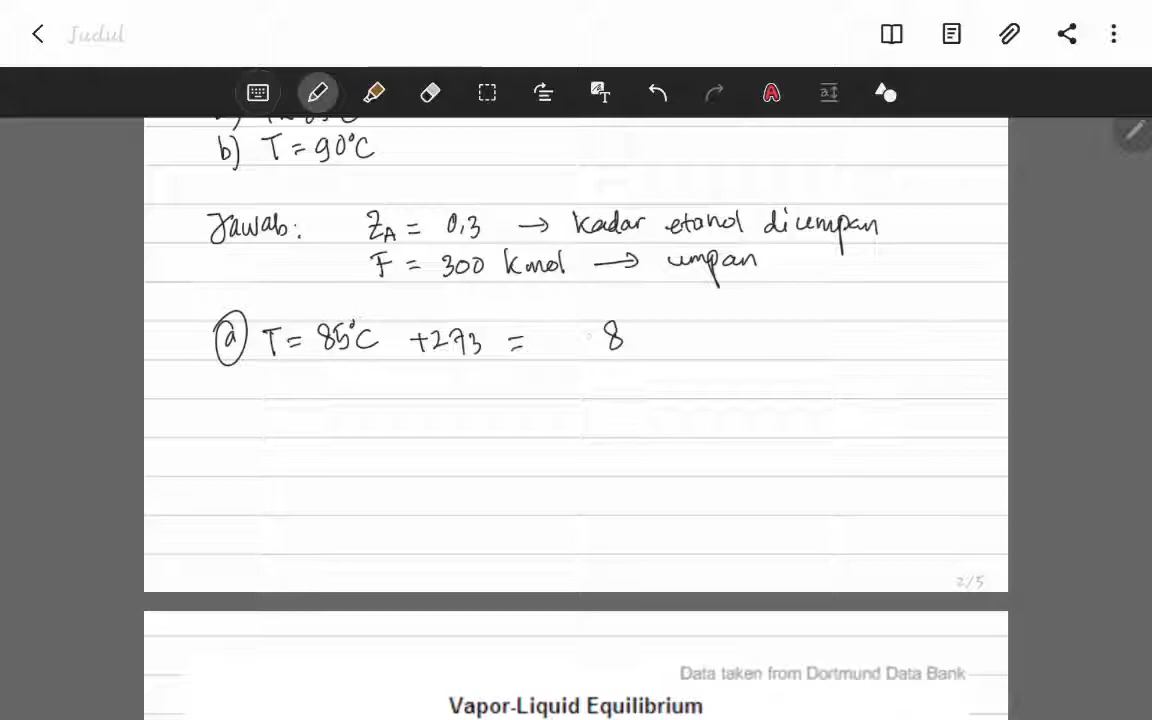 Judul
b) T = 90°C
Jawab: ZA = 0,3 → kadar etanol diumpan
F = 300 kmol → umpan
a T = 85°C +273 = 8
2/5
Data taken from Dortmund Data Bank
Vapor-Liquid Equilibrium